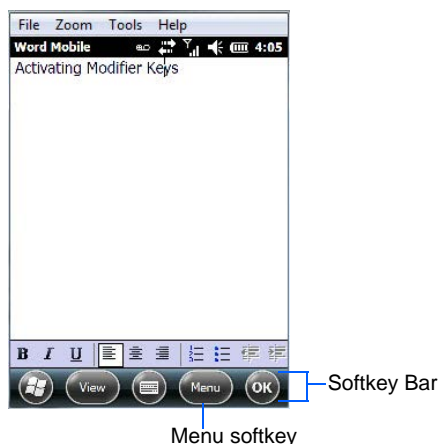 File Zoom Tools Help
Word Mobile 4:05
Activating Modifier Keys
B I U
View Menu OK
Softkey Bar
Menu softkey